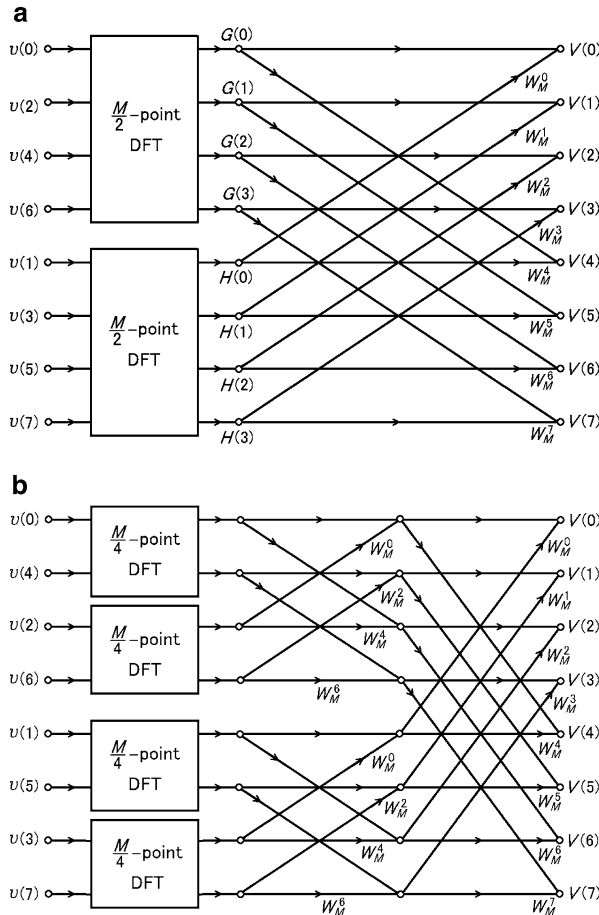 a
υ(0) G(0) V(0)
W_M^0
υ(2) M/2-point DFT G(1) V(1)
W_M^1
υ(4) G(2) V(2)
W_M^2
υ(6) G(3) V(3)
W_M^3
υ(1) H(0) W_M^4 V(4)
υ(3) M/2-point DFT H(1) W_M^5 V(5)
υ(5) H(2) W_M^6 V(6)
υ(7) H(3) W_M^7 V(7)
b
υ(0) M/4-point DFT V(0)
W_M^0 W_M^0
υ(4) V(1)
W_M^2 W_M^1
υ(2) M/4-point DFT W_M^4 V(2)
W_M^2
υ(6) W_M^6 V(3)
W_M^3
υ(1) M/4-point DFT V(4)
W_M^0 W_M^4
υ(5) V(5)
W_M^2 W_M^5
υ(3) M/4-point DFT W_M^4 V(6)
W_M^6
υ(7) W_M^6 W_M^7 V(7)